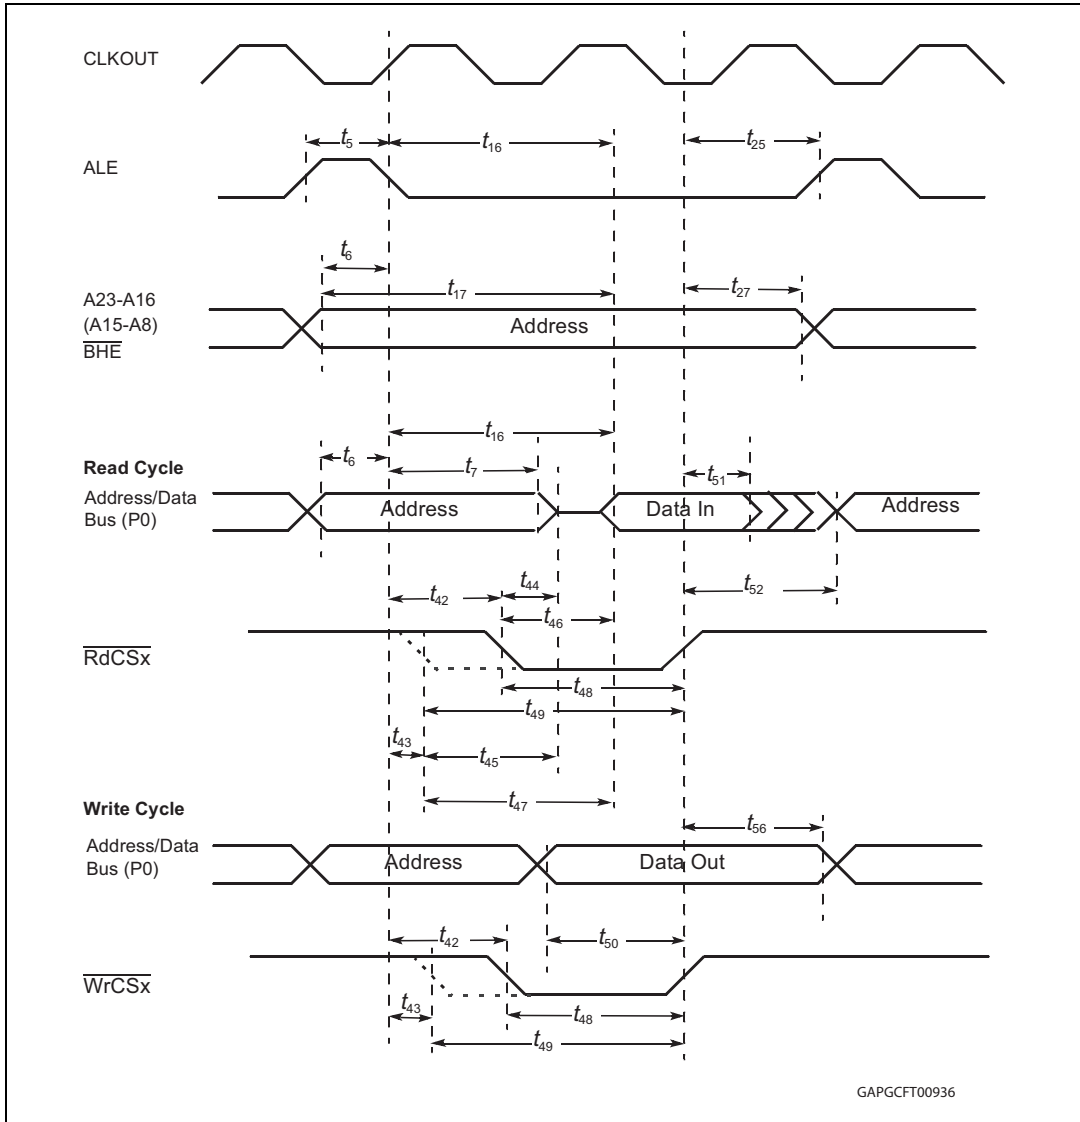 CLKOUT
t5
t16
t25
ALE
t6
t17
t27
A23-A16
(A15-A8)
BHE
Address
t16
Read Cycle
t6
t7
t51
Address/Data
Bus (P0)
Address
Data In
Address
t44
t42
t52
t46
RdCSx
t48
t49
t43
t45
t47
Write Cycle
t56
Address/Data
Bus (P0)
Address
Data Out
t42
t50
WrCSx
t43
t48
t49
GAPGCFT00936